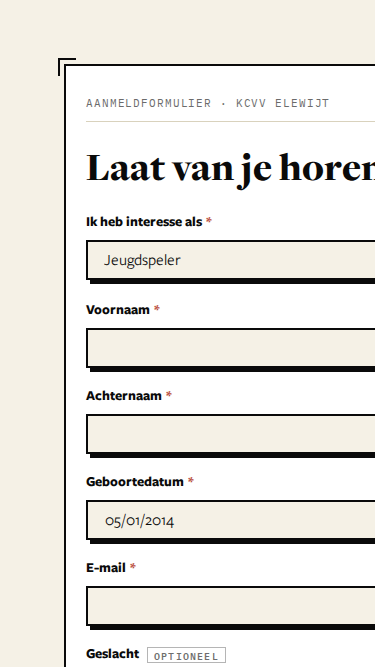 AANMELDFORMULIER · KCVV ELEWIJT
Laat van je horen
Ik heb interesse als *
Jeugdspeler
Voornaam *
Achternaam *
Geboortedatum *
05/01/2014
E-mail *
Geslacht OPTIONEEL